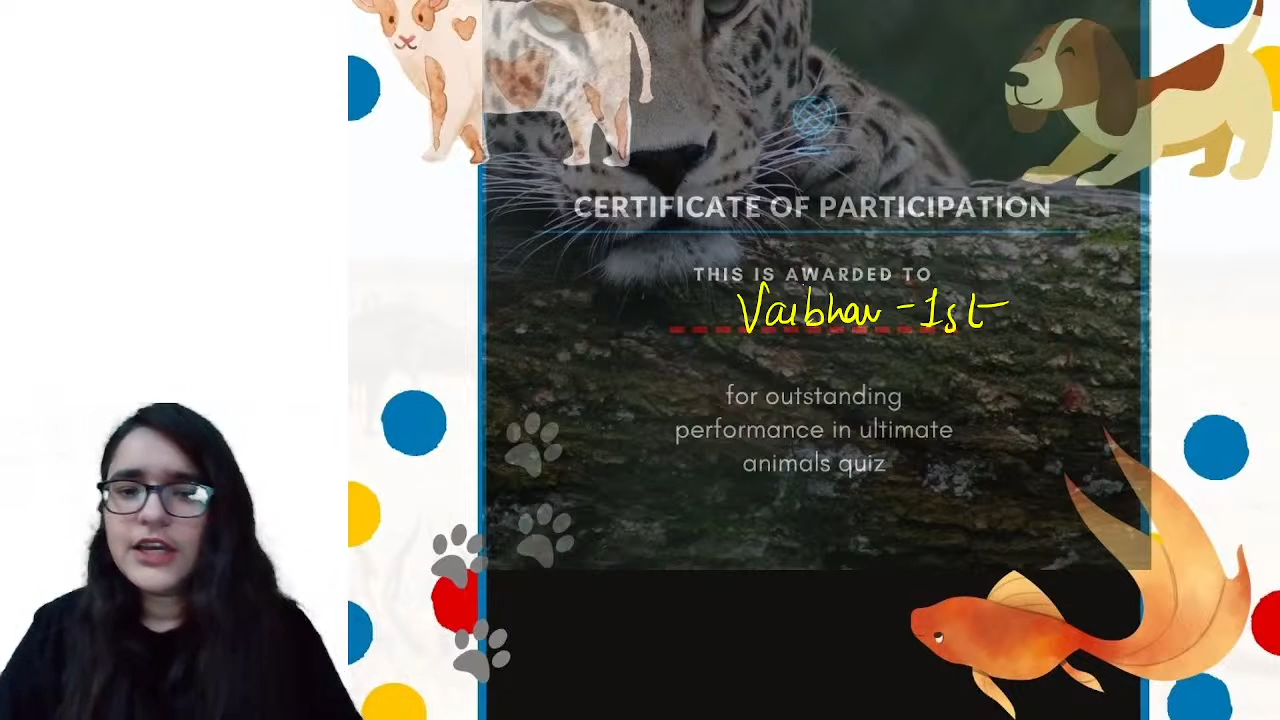 CERTIFICATE OF PARTICIPATION
THIS IS AWARDED TO
Vaibhav - 1st
for outstanding
performance in ultimate
animals quiz